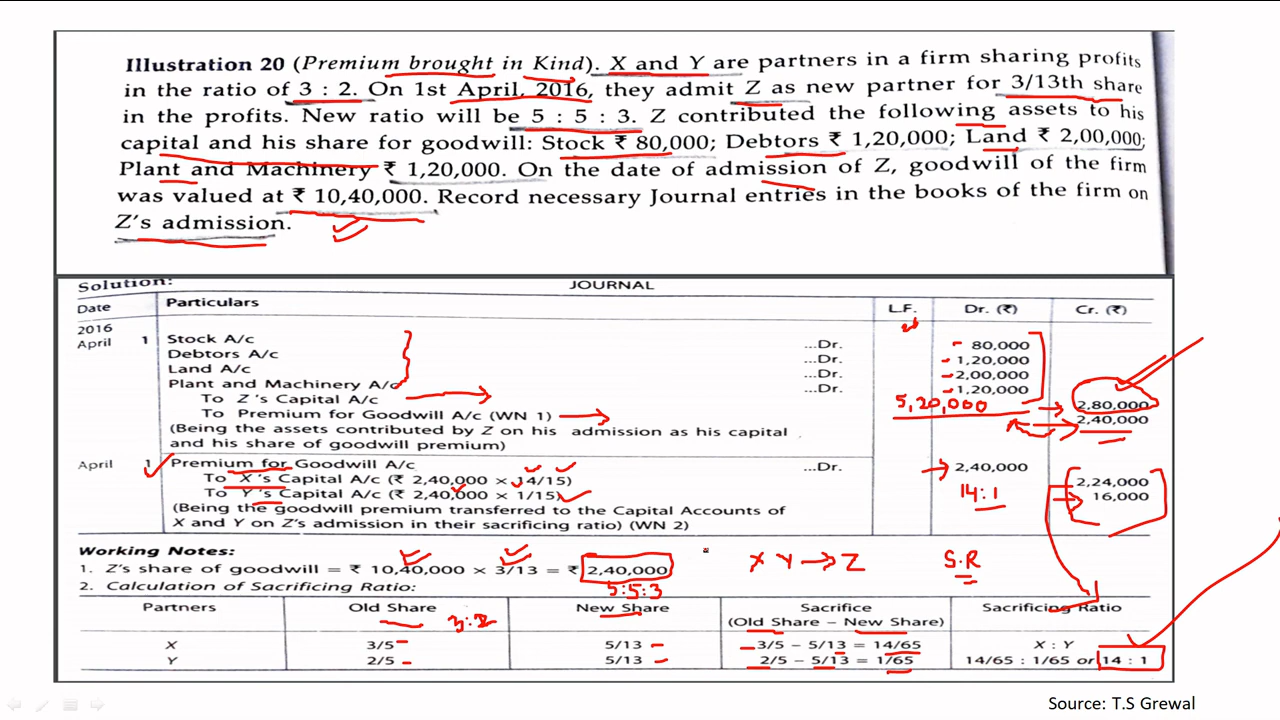 Illustration 20 (Premium brought in Kind). X and Y are partners in a firm sharing profits
in the ratio of 3 : 2. On 1st April, 2016, they admit Z as new partner for 3/13th share
in the profits. New ratio will be 5 : 5 : 3. Z contributed the following assets to his
capital and his share for goodwill: Stock ₹ 80,000; Debtors ₹ 1,20,000; Land ₹ 2,00,000;
Plant and Machinery ₹ 1,20,000. On the date of admission of Z, goodwill of the firm
was valued at ₹ 10,40,000. Record necessary Journal entries in the books of the firm on
Z's admission.
Solution: JOURNAL
Date Particulars L.F. Dr. (₹) Cr. (₹)
2016
April 1 Stock A/c ...Dr. 80,000
Debtors A/c ...Dr. 1,20,000
Land A/c ...Dr. 2,00,000
Plant and Machinery A/c ...Dr. 1,20,000
To Z's Capital A/c 5,20,000 2,80,000
To Premium for Goodwill A/c (WN 1) 2,40,000
(Being the assets contributed by Z on his admission as his capital
and his share of goodwill premium)
April 1 Premium for Goodwill A/c ...Dr. 2,40,000
To X's Capital A/c (₹ 2,40,000 × 14/15) 2,24,000
To Y's Capital A/c (₹ 2,40,000 × 1/15) 14:1 16,000
(Being the goodwill premium transferred to the Capital Accounts of
X and Y on Z's admission in their sacrificing ratio) (WN 2)
Working Notes:
1. Z's share of goodwill = ₹ 10,40,000 × 3/13 = ₹ 2,40,000 X Y → Z S.R
2. Calculation of Sacrificing Ratio: 5:5:3
Partners Old Share New Share Sacrifice Sacrificing Ratio
3:2 (Old Share – New Share)
X 3/5 5/13 3/5 – 5/13 = 14/65 X : Y
Y 2/5 5/13 2/5 – 5/13 = 1/65 14/65 : 1/65 or 14 : 1
Source: T.S Grewal